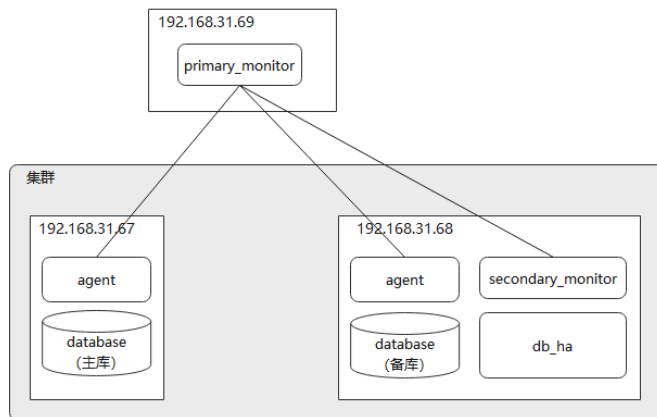 192.168.31.69
primary_monitor
集群
192.168.31.67
agent
database
（主库）
192.168.31.68
agent
secondary_monitor
database
（备库）
db_ha